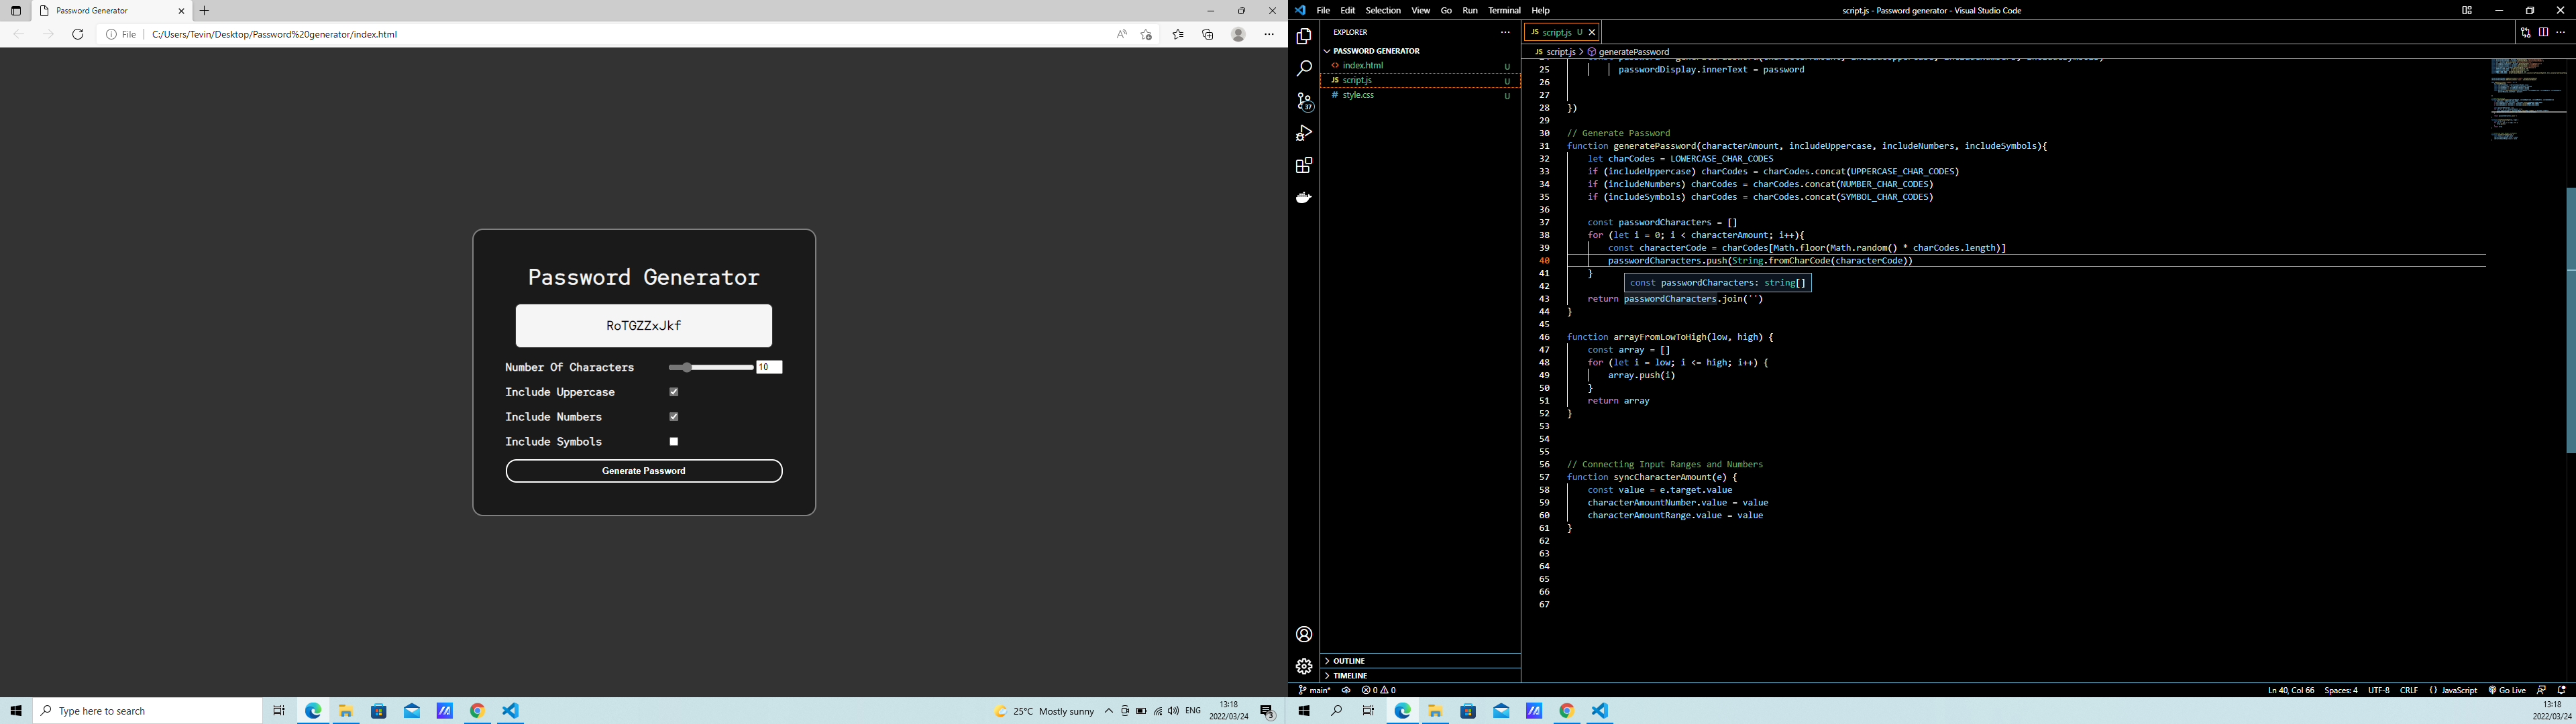 Password Generator
File
C:/Users/Tevin/Desktop/Password%20generator/index.html
Password Generator
RoTGZZxJkf
Number Of Characters
10
Include Uppercase
Include Numbers
Include Symbols
Generate Password
Type here to search
25°C Mostly sunny
ENG
13:18
2022/03/24
3
File Edit Selection View Go Run Terminal Help
script.js - Password generator - Visual Studio Code
EXPLORER
PASSWORD GENERATOR
index.html U
JS script.js U
# style.css U
37
OUTLINE
TIMELINE
JS script.js U
JS script.js > generatePassword
25 passwordDisplay.innerText = password
26
27
28 })
29
30 // Generate Password
31 function generatePassword(characterAmount, includeUppercase, includeNumbers, includeSymbols){
32 let charCodes = LOWERCASE_CHAR_CODES
33 if (includeUppercase) charCodes = charCodes.concat(UPPERCASE_CHAR_CODES)
34 if (includeNumbers) charCodes = charCodes.concat(NUMBER_CHAR_CODES)
35 if (includeSymbols) charCodes = charCodes.concat(SYMBOL_CHAR_CODES)
36
37 const passwordCharacters = []
38 for (let i = 0; i < characterAmount; i++){
39 const characterCode = charCodes[Math.floor(Math.random() * charCodes.length)]
40 passwordCharacters.push(String.fromCharCode(characterCode))
41 }
42 const passwordCharacters: string[]
43 return passwordCharacters.join('')
44 }
45
46 function arrayFromLowToHigh(low, high) {
47 const array = []
48 for (let i = low; i <= high; i++) {
49 array.push(i)
50 }
51 return array
52 }
53
54
55
56 // Connecting Input Ranges and Numbers
57 function syncCharacterAmount(e) {
58 const value = e.target.value
59 characterAmountNumber.value = value
60 characterAmountRange.value = value
61 }
62
63
64
65
66
67
main* 0 0
Ln 40, Col 66 Spaces: 4 UTF-8 CRLF {} JavaScript Go Live
13:18
2022/03/24